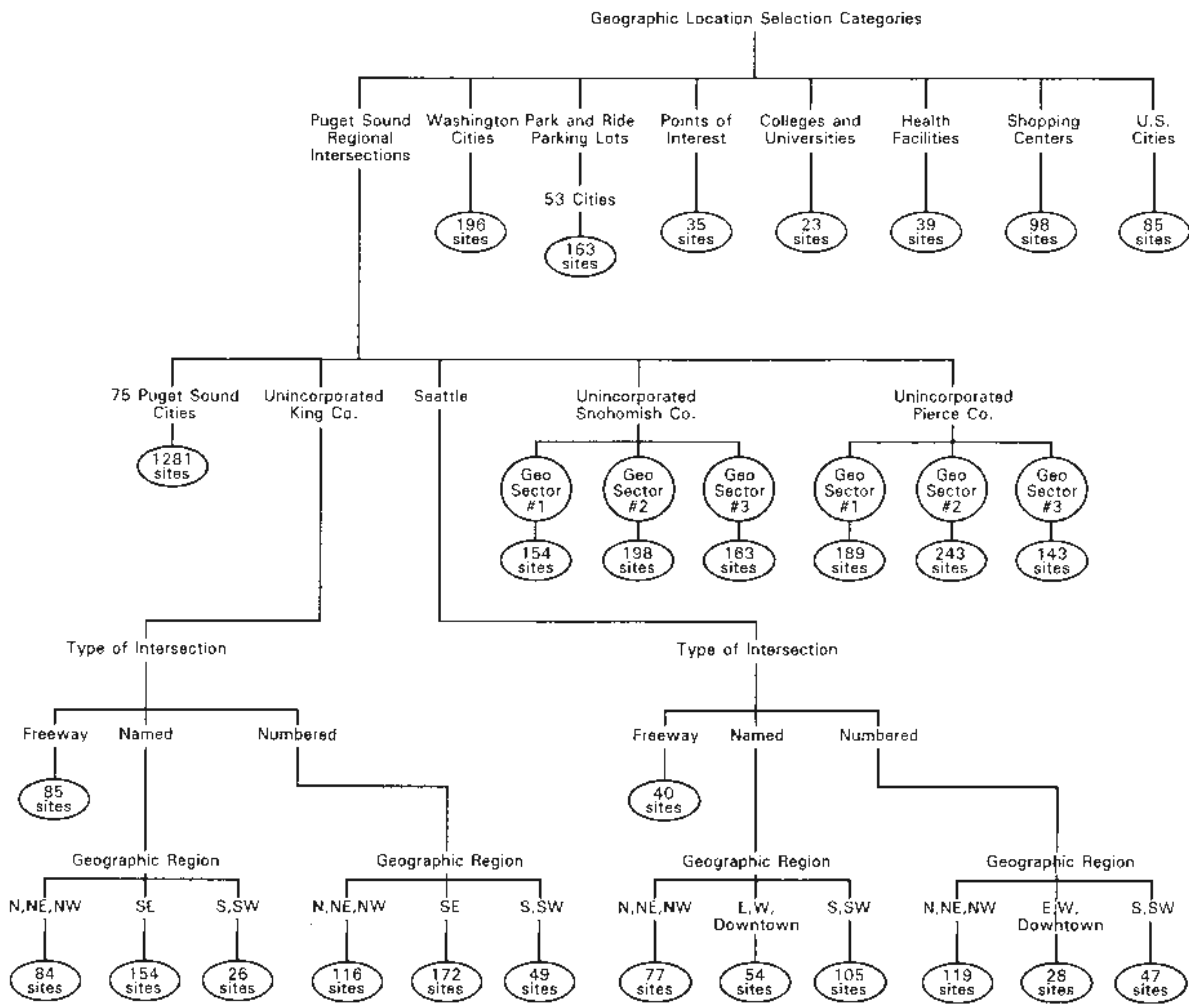 Geographic Location Selection Categories
Puget Sound Regional Intersections
Washington Cities
Park and Ride Parking Lots
Points of Interest
Colleges and Universities
Health Facilities
Shopping Centers
U.S. Cities
53 Cities
196 sites
163 sites
35 sites
23 sites
39 sites
98 sites
85 sites
75 Puget Sound Cities
Unincorporated King Co.
Seattle
Unincorporated Snohomish Co.
Unincorporated Pierce Co.
1281 sites
Geo Sector #1
Geo Sector #2
Geo Sector #3
Geo Sector #1
Geo Sector #2
Geo Sector #3
154 sites
198 sites
163 sites
189 sites
243 sites
143 sites
Type of Intersection
Type of Intersection
Freeway
Named
Numbered
Freeway
Named
Numbered
85 sites
40 sites
Geographic Region
Geographic Region
Geographic Region
Geographic Region
N,NE,NW
SE
S,SW
N,NE,NW
SE
S,SW
N,NE,NW
E,W, Downtown
S,SW
N,NE,NW
E,W, Downtown
S,SW
84 sites
154 sites
26 sites
116 sites
172 sites
49 sites
77 sites
54 sites
105 sites
119 sites
28 sites
47 sites